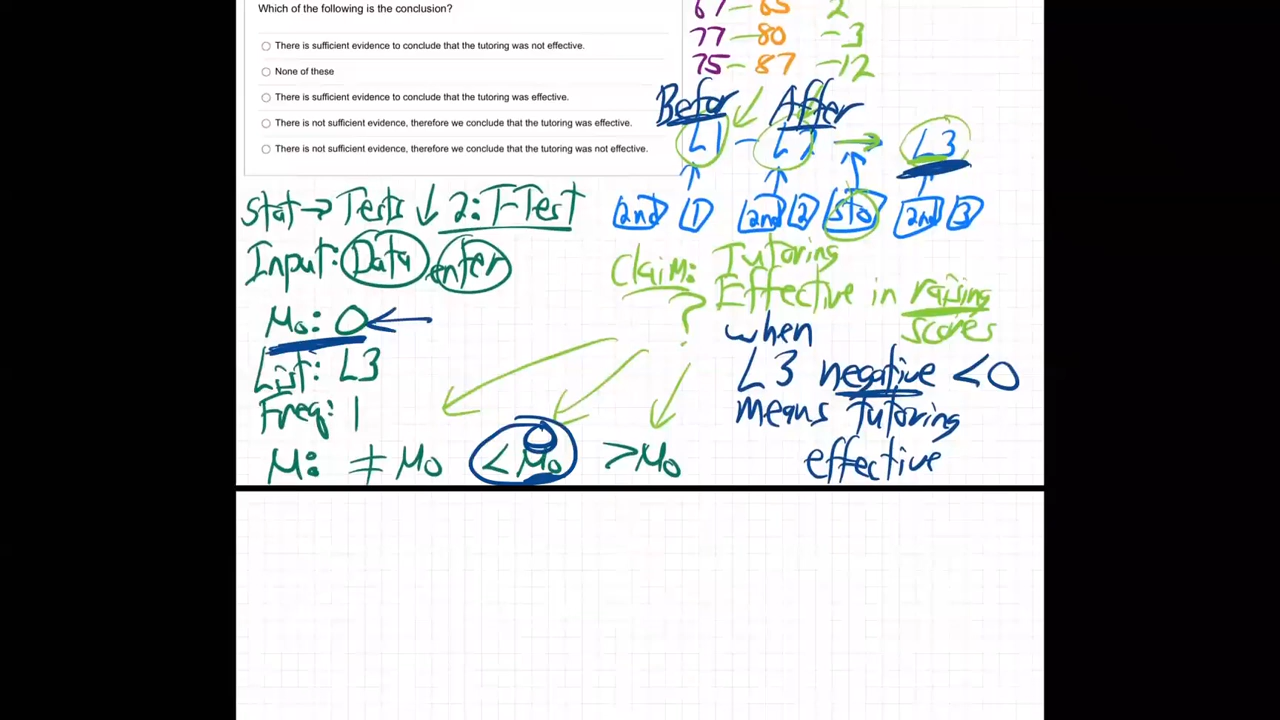 Which of the following is the conclusion?
There is sufficient evidence to conclude that the tutoring was not effective.
None of these
There is sufficient evidence to conclude that the tutoring was effective.
There is not sufficient evidence, therefore we conclude that the tutoring was effective.
There is not sufficient evidence, therefore we conclude that the tutoring was not effective.
67 - 65 2
77 - 80 -3
75 - 87 -12
Befor After
L1 - L2 → L3
2nd 1 2nd 2 sto 2nd 3
Stat → Tests ↓ 2: T-Test
Input: Data enter
μ₀: 0
List: L3
Freq: 1
μ: ≠ μ₀ < μ₀ > μ₀
0
Claim: Tutoring
Effective in raising
scores
?
when
L3 negative < 0
means tutoring
effective